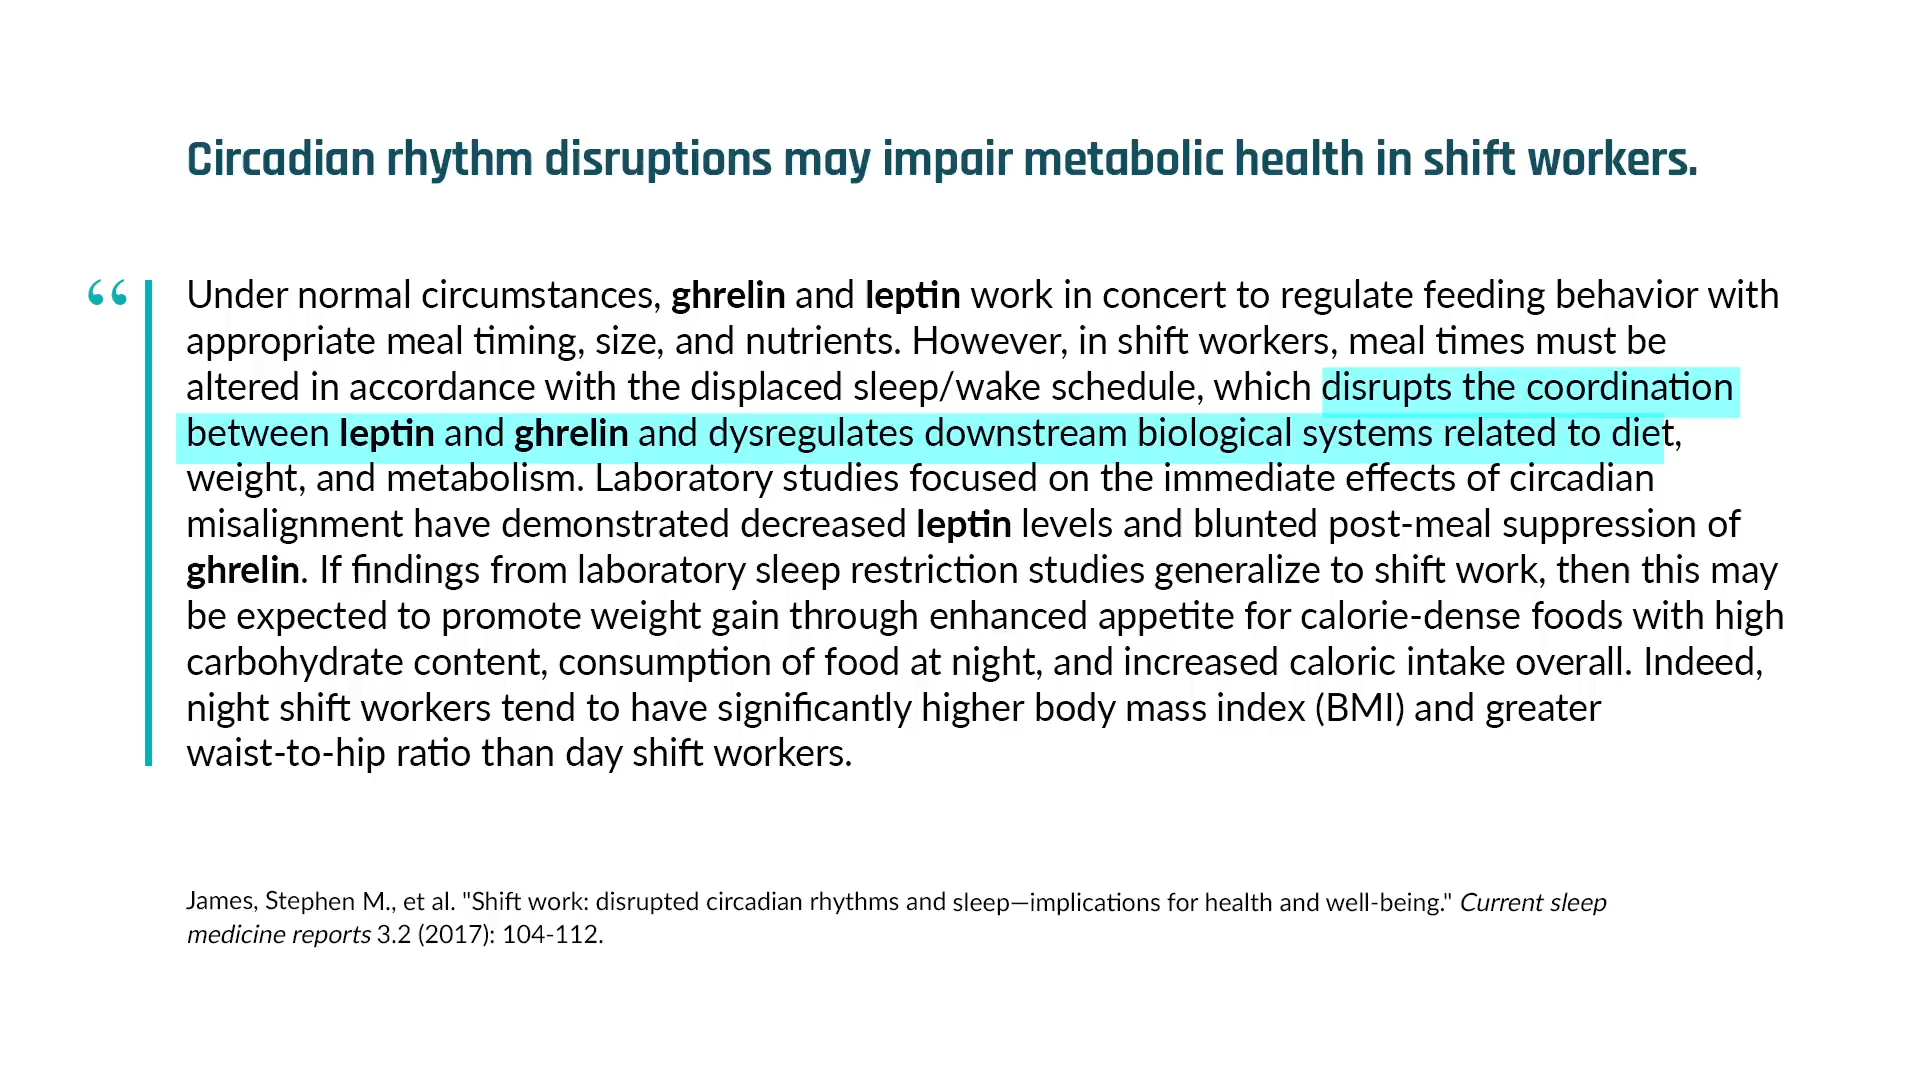 Circadian rhythm disruptions may impair metabolic health in shift workers.
“
Under normal circumstances, ghrelin and leptin work in concert to regulate feeding behavior with
appropriate meal timing, size, and nutrients. However, in shift workers, meal times must be
altered in accordance with the displaced sleep/wake schedule, which disrupts the coordination
between leptin and ghrelin and dysregulates downstream biological systems related to diet,
weight, and metabolism. Laboratory studies focused on the immediate effects of circadian
misalignment have demonstrated decreased leptin levels and blunted post-meal suppression of
ghrelin. If findings from laboratory sleep restriction studies generalize to shift work, then this may
be expected to promote weight gain through enhanced appetite for calorie-dense foods with high
carbohydrate content, consumption of food at night, and increased caloric intake overall. Indeed,
night shift workers tend to have significantly higher body mass index (BMI) and greater
waist-to-hip ratio than day shift workers.
James, Stephen M., et al. "Shift work: disrupted circadian rhythms and sleep—implications for health and well-being." Current sleep
medicine reports 3.2 (2017): 104-112.